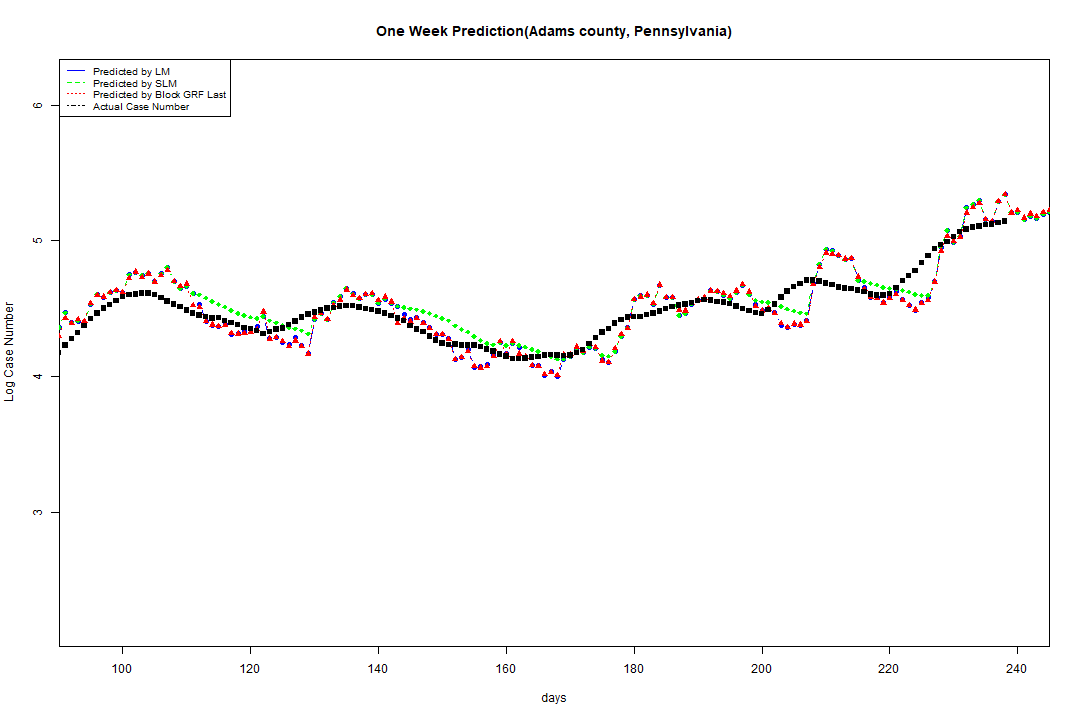 One Week Prediction(Adams county, Pennsylvania)
Predicted by LM
Predicted by SLM
Predicted by Block GRF Last
Actual Case Number
6
5
4
3
Log Case Number
100 120 140 160 180 200 220 240
days